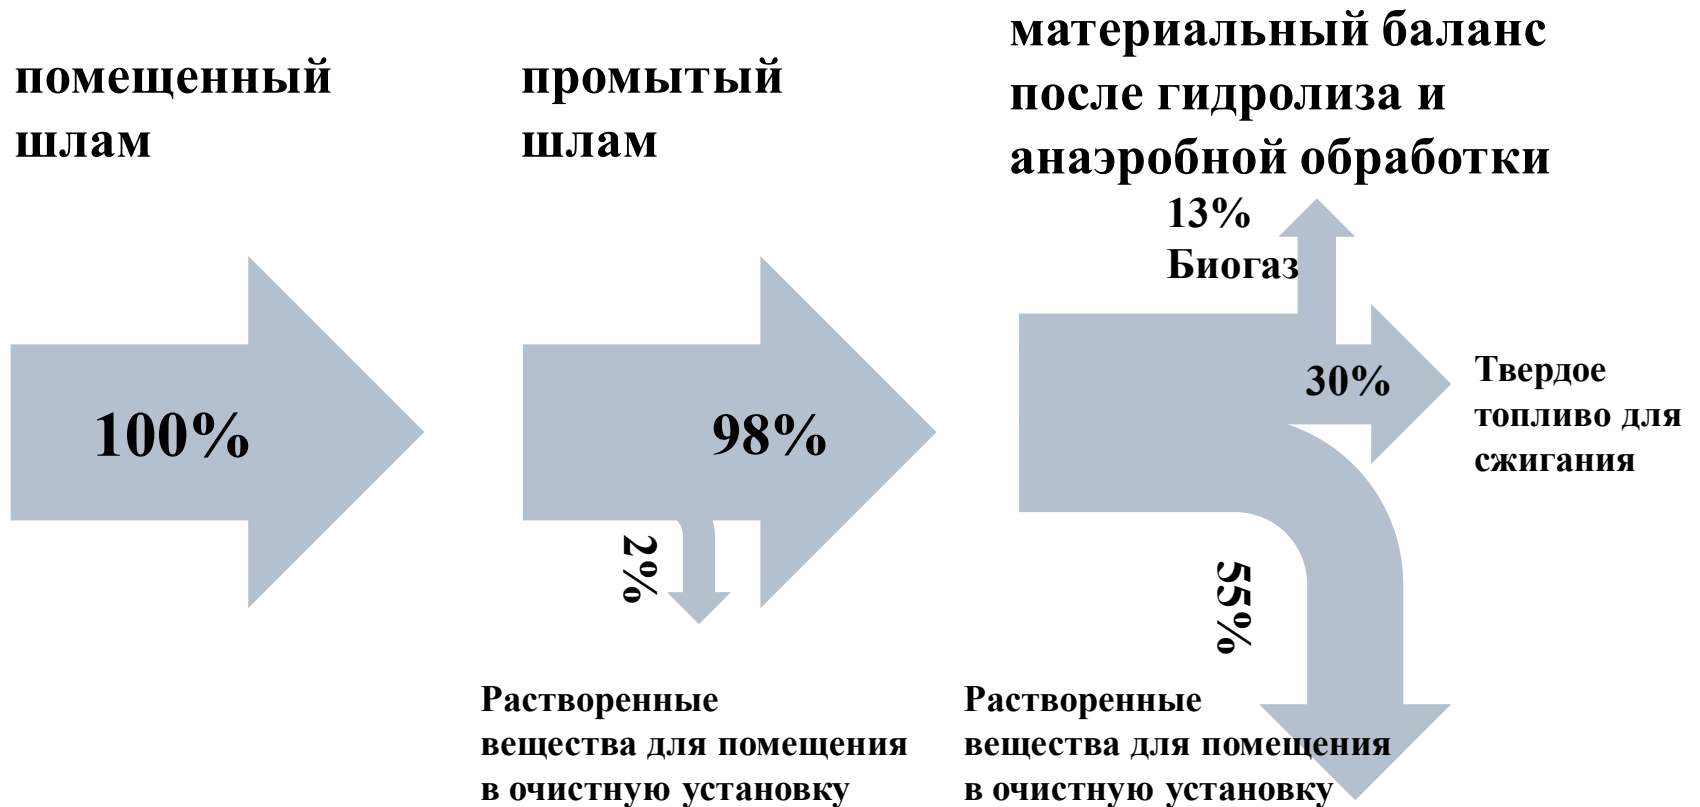 помещенный
шлам
100%
промытый
шлам
98%
2%
Растворенные
вещества для помещения
в очистную установку
материальный баланс
после гидролиза и
анаэробной обработки
13%
Биогаз
30%
Твердое
топливо для
сжигания
55%
Растворенные
вещества для помещения
в очистную установку